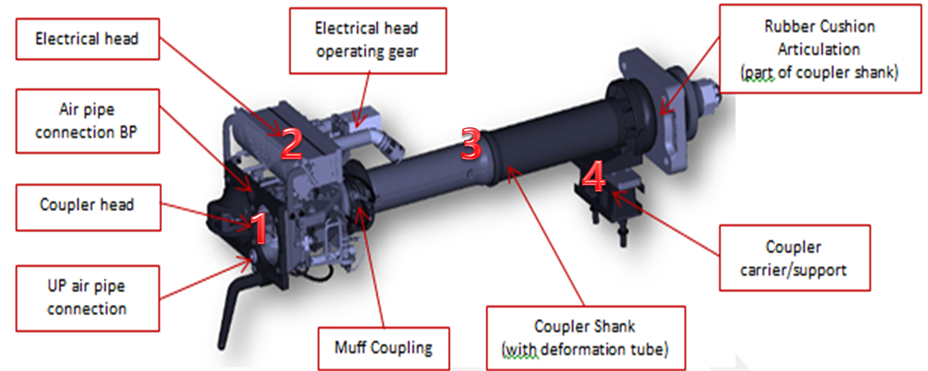 Electrical head
Electrical head
operating gear
Rubber Cushion
Articulation
(part of coupler shank)
Air pipe
connection BP
2
3
4
Coupler head
1
UP air pipe
connection
Muff Coupling
Coupler Shank
(with deformation tube)
Coupler
carrier/support